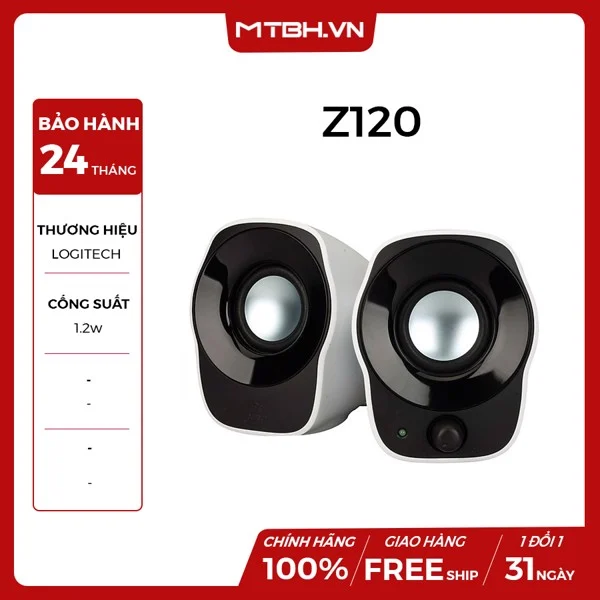 MTBH.VN
BẢO HÀNH
24 THÁNG
THƯƠNG HIỆU
LOGITECH
CỐNG SUẤT
1.2w
-
-
-
-
Z120
CHÍNH HÃNG
100%
GIAO HÀNG
FREE SHIP
1 ĐỔI 1
31 NGÀY